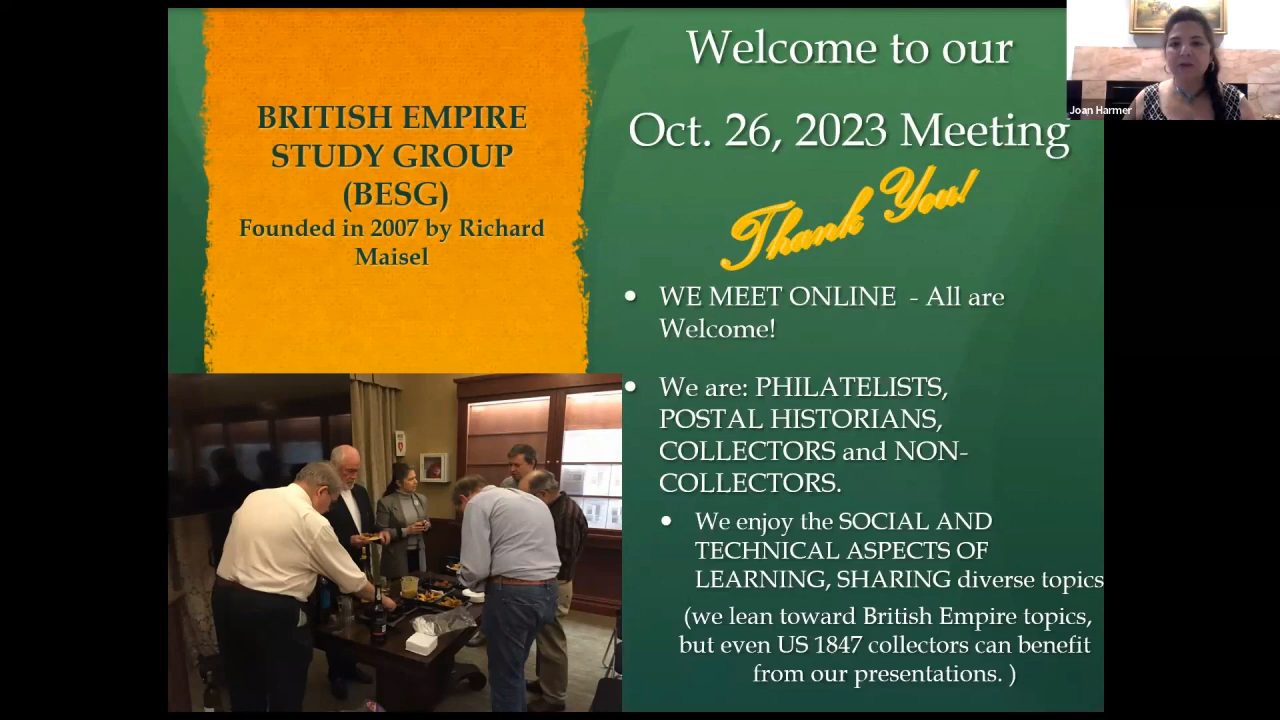 BRITISH EMPIRE
STUDY GROUP
(BESG)
Founded in 2007 by Richard
Maisel
Welcome to our
Oct. 26, 2023 Meeting
Thank You!
• WE MEET ONLINE - All are
Welcome!
• We are: PHILATELISTS,
POSTAL HISTORIANS,
COLLECTORS and NON-
COLLECTORS.
• We enjoy the SOCIAL AND
TECHNICAL ASPECTS OF
LEARNING, SHARING diverse topics
(we lean toward British Empire topics,
but even US 1847 collectors can benefit
from our presentations. )
Joan Harmer